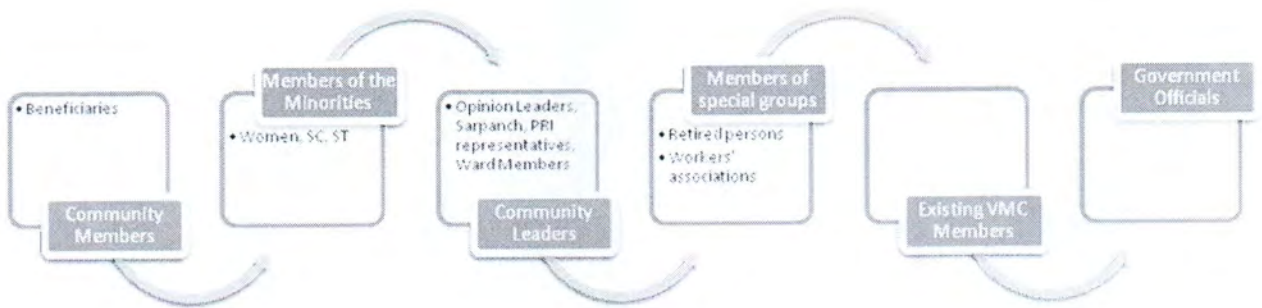 • Beneficiaries
Community
Members
Members of the
Minorities
• Women, SC, ST
• Opinion Leaders,
Sarpanch, PRI
representatives,
Ward Members
Community
Leaders
Members of
special groups
• Retired persons
• Workers'
associations
Existing VMC
Members
Government
Officials